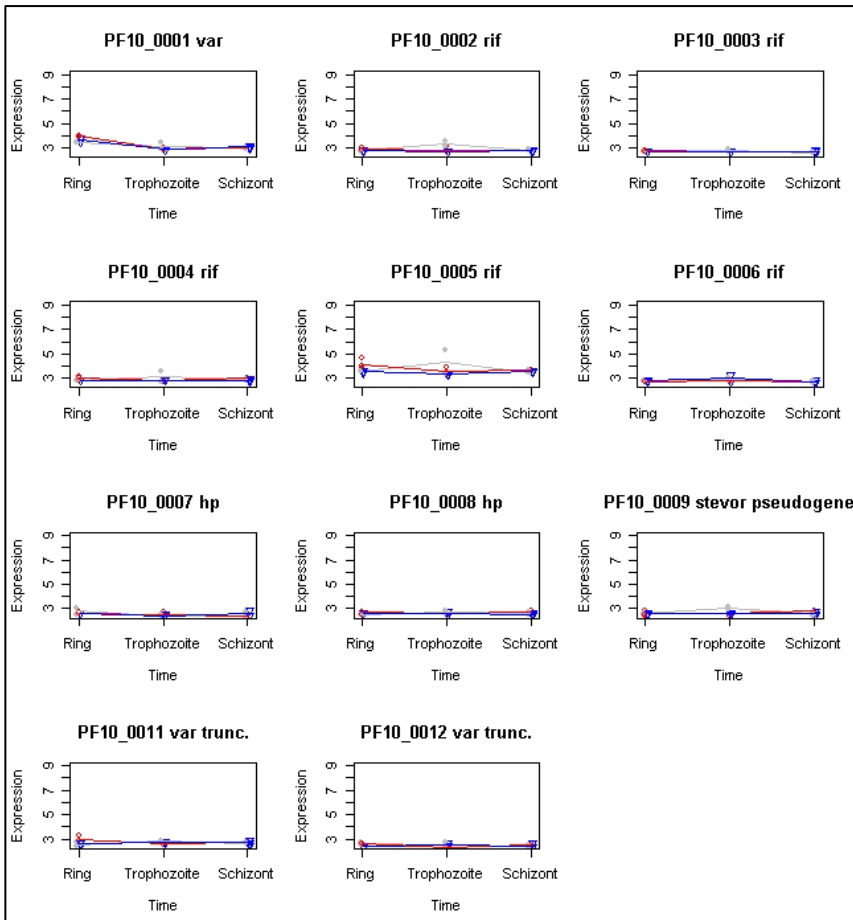 PF10_0001 var
PF10_0002 rif
PF10_0003 rif
Expression
9
7
5
3
Ring Trophozoite Schizont
Time
Expression
9
7
5
3
Ring Trophozoite Schizont
Time
Expression
9
7
5
3
Ring Trophozoite Schizont
Time
PF10_0004 rif
PF10_0005 rif
PF10_0006 rif
Expression
9
7
5
3
Ring Trophozoite Schizont
Time
Expression
9
7
5
3
Ring Trophozoite Schizont
Time
Expression
9
7
5
3
Ring Trophozoite Schizont
Time
PF10_0007 hp
PF10_0008 hp
PF10_0009 stevor pseudogene
Expression
9
7
5
3
Ring Trophozoite Schizont
Time
Expression
9
7
5
3
Ring Trophozoite Schizont
Time
Expression
9
7
5
3
Ring Trophozoite Schizont
Time
PF10_0011 var trunc.
PF10_0012 var trunc.
Expression
9
7
5
3
Ring Trophozoite Schizont
Time
Expression
9
7
5
3
Ring Trophozoite Schizont
Time